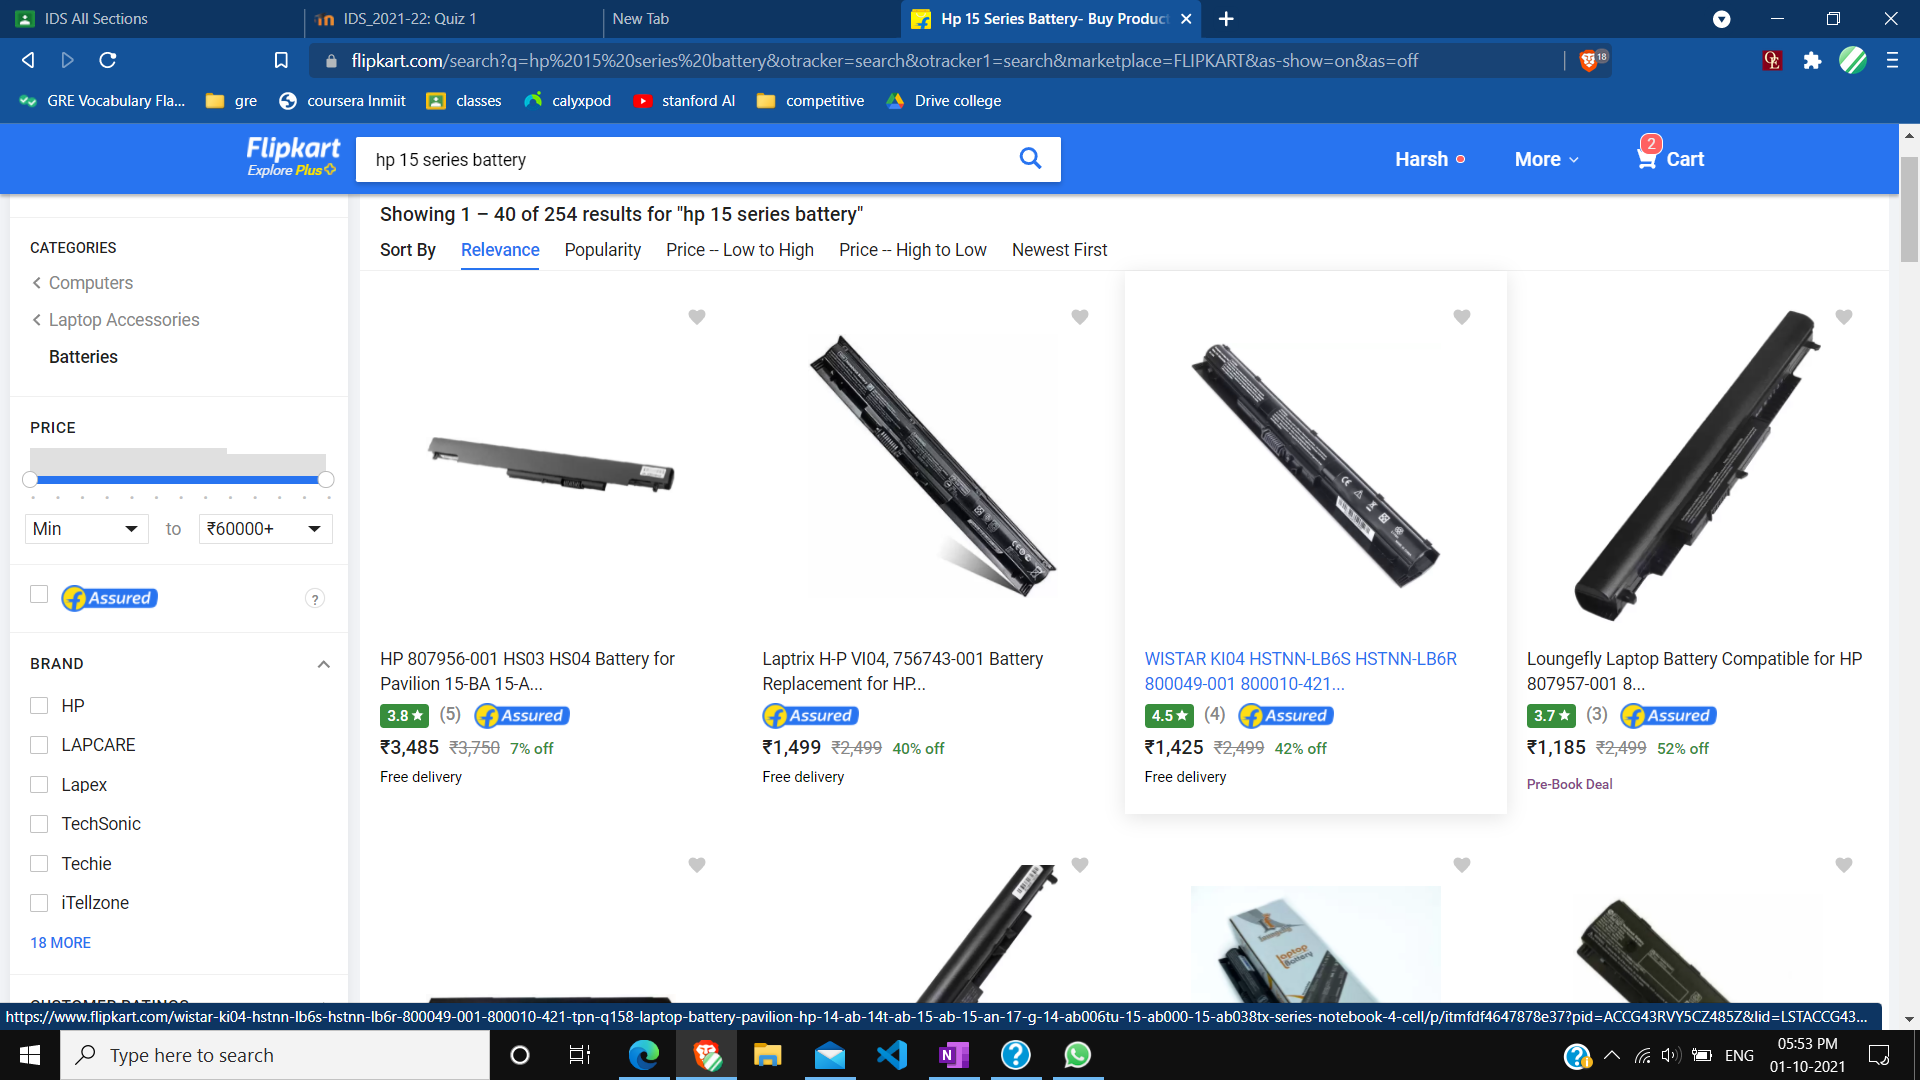 IDS All Sections
IDS_2021-22: Quiz 1
New Tab
Hp 15 Series Battery- Buy Product
flipkart.com/search?q=hp%2015%20series%20battery&otracker=search&otracker1=search&marketplace=FLIPKART&as-show=on&as=off
18
GRE Vocabulary Fla...
gre
coursera Inmiit
classes
calyxpod
stanford AI
competitive
Drive college
Flipkart
Explore Plus
hp 15 series battery
Harsh
More
2
Cart
CATEGORIES
Computers
Laptop Accessories
Batteries
PRICE
Min
to
₹60000+
Assured
?
BRAND
HP
LAPCARE
Lapex
TechSonic
Techie
iTellzone
18 MORE
CUSTOMER RATINGS
Showing 1 – 40 of 254 results for "hp 15 series battery"
Sort By
Relevance
Popularity
Price -- Low to High
Price -- High to Low
Newest First
HP 807956-001 HS03 HS04 Battery for
Pavilion 15-BA 15-A...
3.8
(5)
Assured
₹3,485 ₹3,750 7% off
Free delivery
Laptrix H-P VI04, 756743-001 Battery
Replacement for HP...
Assured
₹1,499 ₹2,499 40% off
Free delivery
WISTAR KI04 HSTNN-LB6S HSTNN-LB6R
800049-001 800010-421...
4.5
(4)
Assured
₹1,425 ₹2,499 42% off
Free delivery
Loungefly Laptop Battery Compatible for HP
807957-001 8...
3.7
(3)
Assured
₹1,185 ₹2,499 52% off
Pre-Book Deal
laptop
Battery
https://www.flipkart.com/wistar-ki04-hstnn-lb6s-hstnn-lb6r-800049-001-800010-421-tpn-q158-laptop-battery-pavilion-hp-14-ab-14t-ab-15-ab-15-an-17-g-14-ab006tu-15-ab000-15-ab038tx-series-notebook-4-cell/p/itmfdf4647878e37?pid=ACCG43RVY5CZ485Z&lid=LSTACCG43...
Type here to search
ENG
05:53 PM
01-10-2021